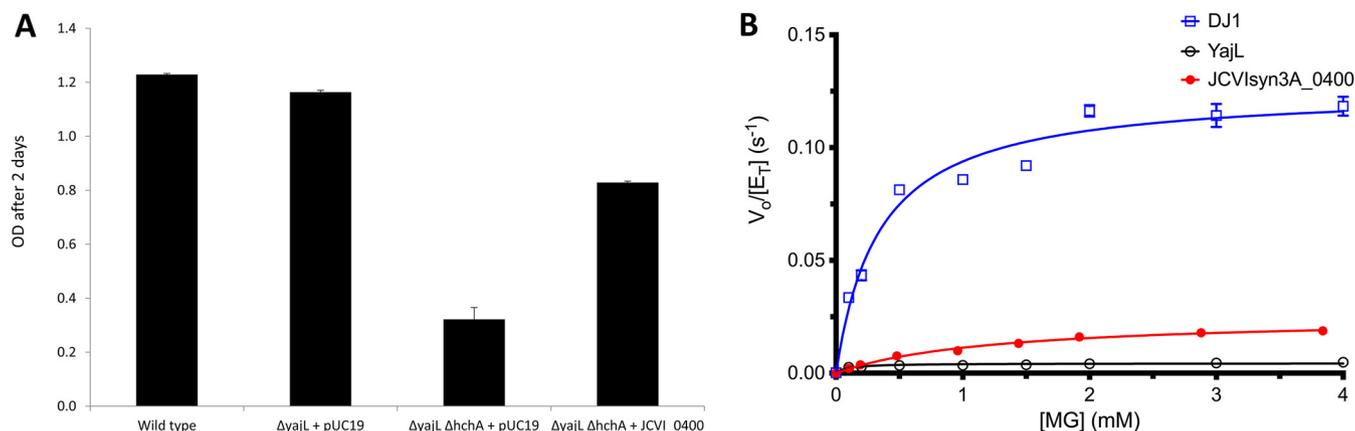 A
1.4
1.2
1.0
0.8
0.6
0.4
0.2
0.0
OD after 2 days
Wild type
ΔyajL + pUC19
ΔyajL ΔhchA + pUC19
ΔyajL ΔhchA + JCVI_0400
B
DJ1
YajL
JCVIsyn3A_0400
0.15
0.10
0.05
0.00
V₀/[E_T] (s⁻¹)
0 1 2 3 4
[MG] (mM)